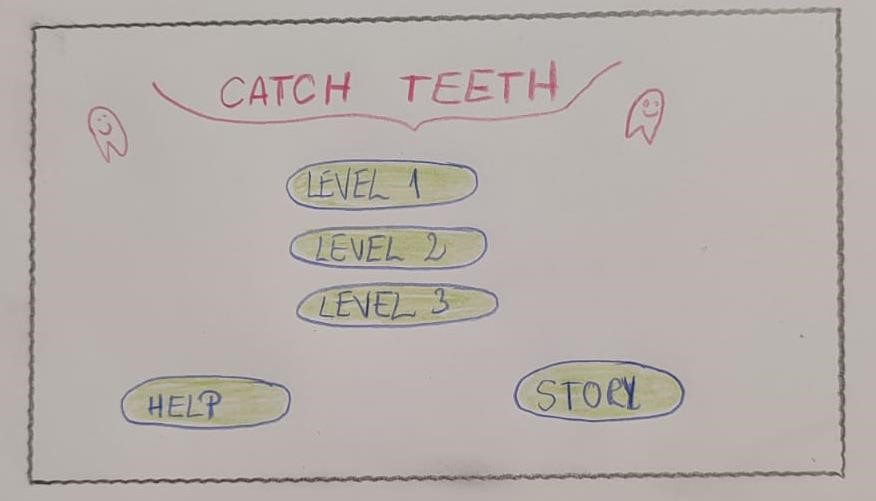 CATCH TEETH
LEVEL 1
LEVEL 2
LEVEL 3
HELP
STORY